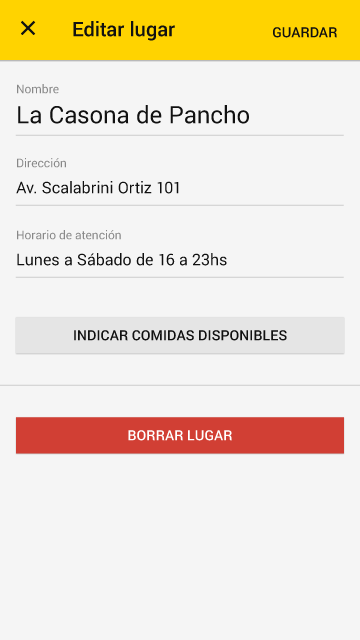 Editar lugar
GUARDAR
Nombre
La Casona de Pancho
Dirección
Av. Scalabrini Ortiz 101
Horario de atención
Lunes a Sábado de 16 a 23hs
INDICAR COMIDAS DISPONIBLES
BORRAR LUGAR